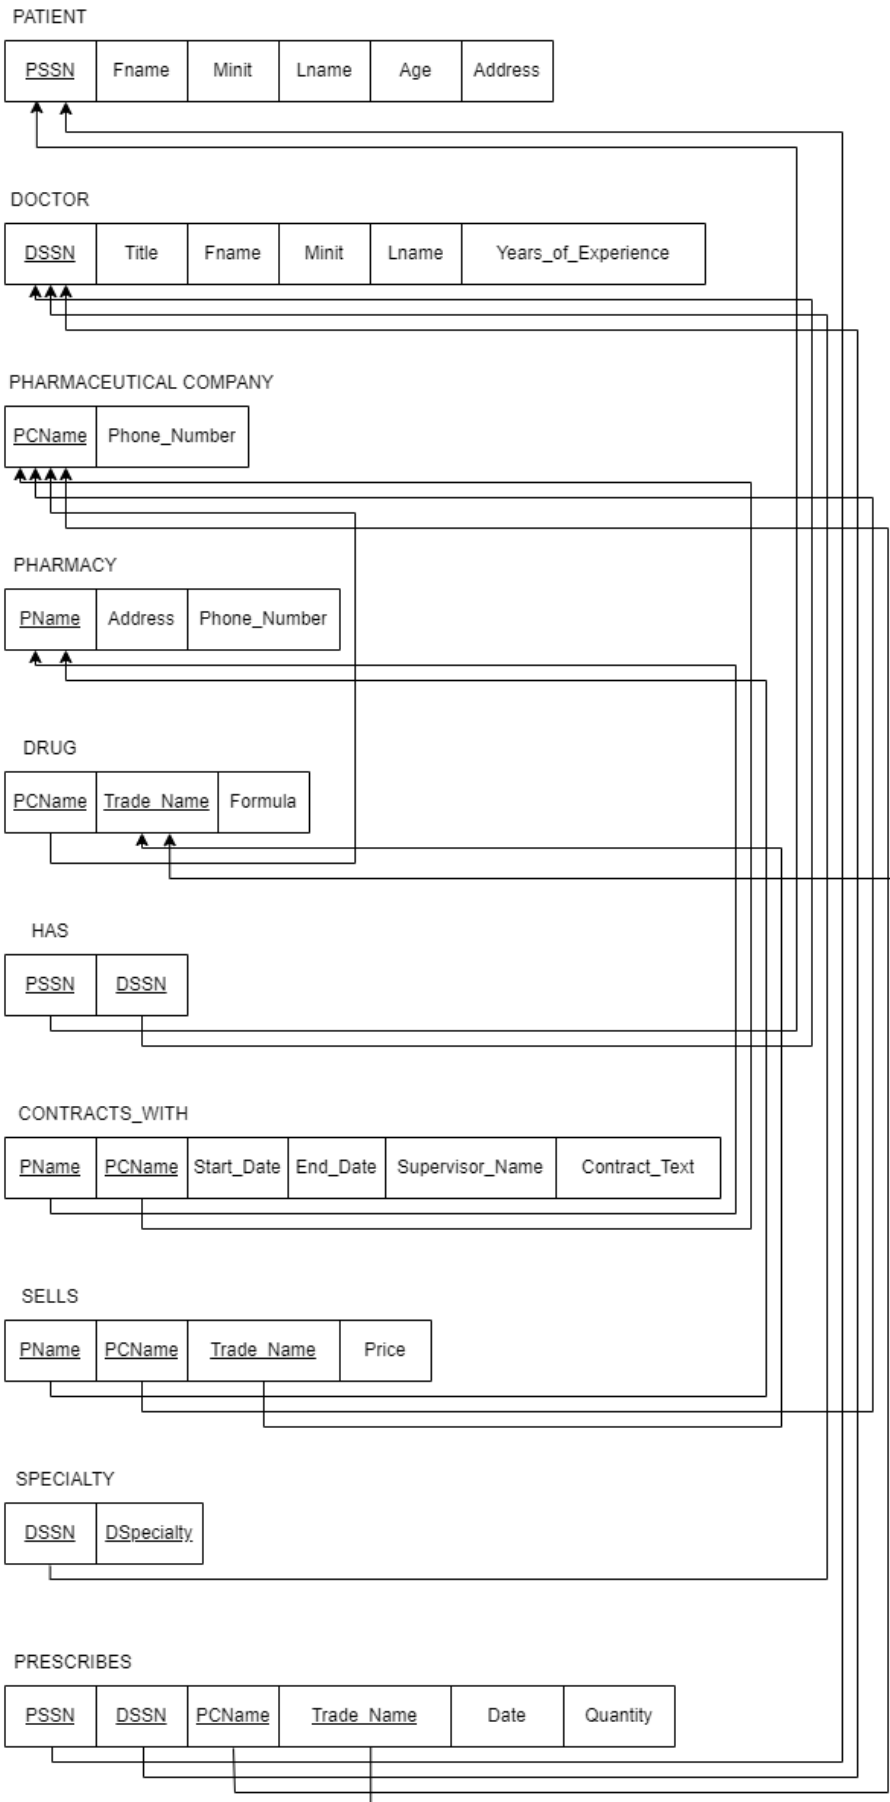 PATIENT
PSSN Fname Minit Lname Age Address
DOCTOR
DSSN Title Fname Minit Lname Years_of_Experience
PHARMACEUTICAL COMPANY
PCName Phone_Number
PHARMACY
PName Address Phone_Number
DRUG
PCName Trade_Name Formula
HAS
PSSN DSSN
CONTRACTS_WITH
PName PCName Start_Date End_Date Supervisor_Name Contract_Text
SELLS
PName PCName Trade_Name Price
SPECIALTY
DSSN DSpecialty
PRESCRIBES
PSSN DSSN PCName Trade_Name Date Quantity